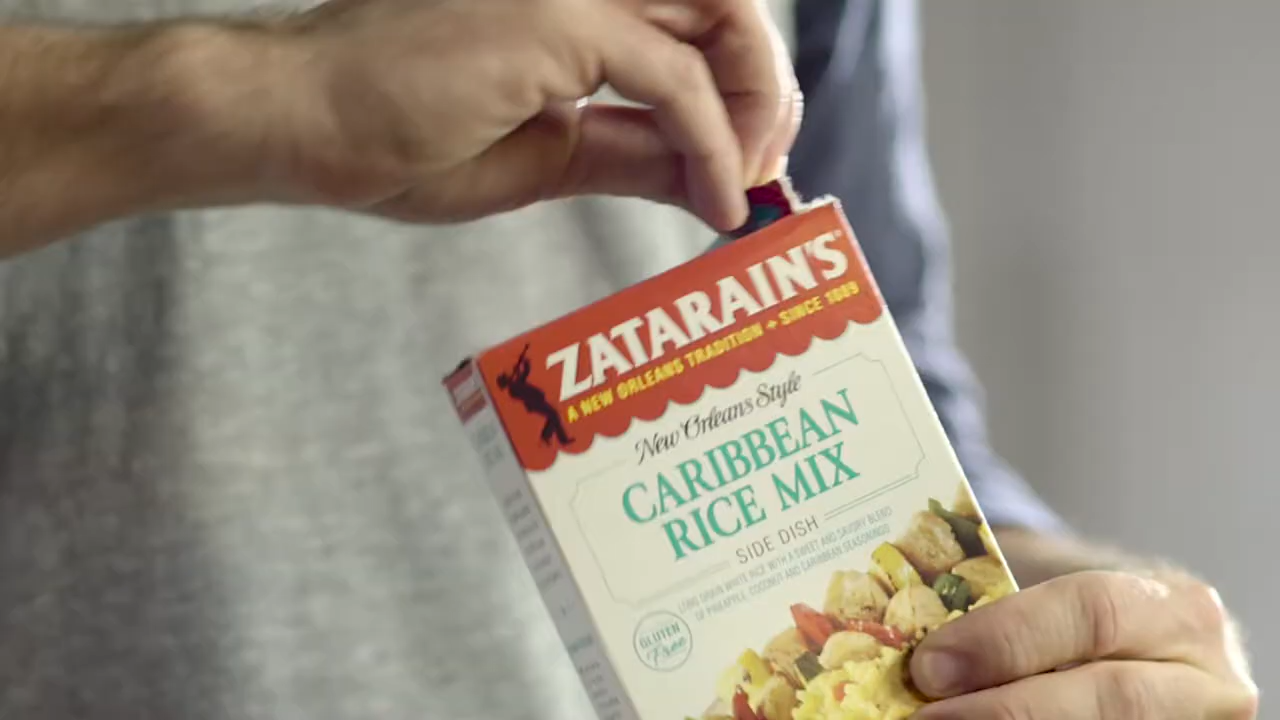 ZATARAIN'S
A NEW ORLEANS TRADITION + SINCE 1889
New Orleans Style
CARIBBEAN
RICE MIX
SIDE DISH
LONG GRAIN WHITE RICE WITH A SWEET AND SAVORY BLEND
OF PINEAPPLE, COCONUT AND CARIBBEAN SEASONINGS
GLUTEN
Free